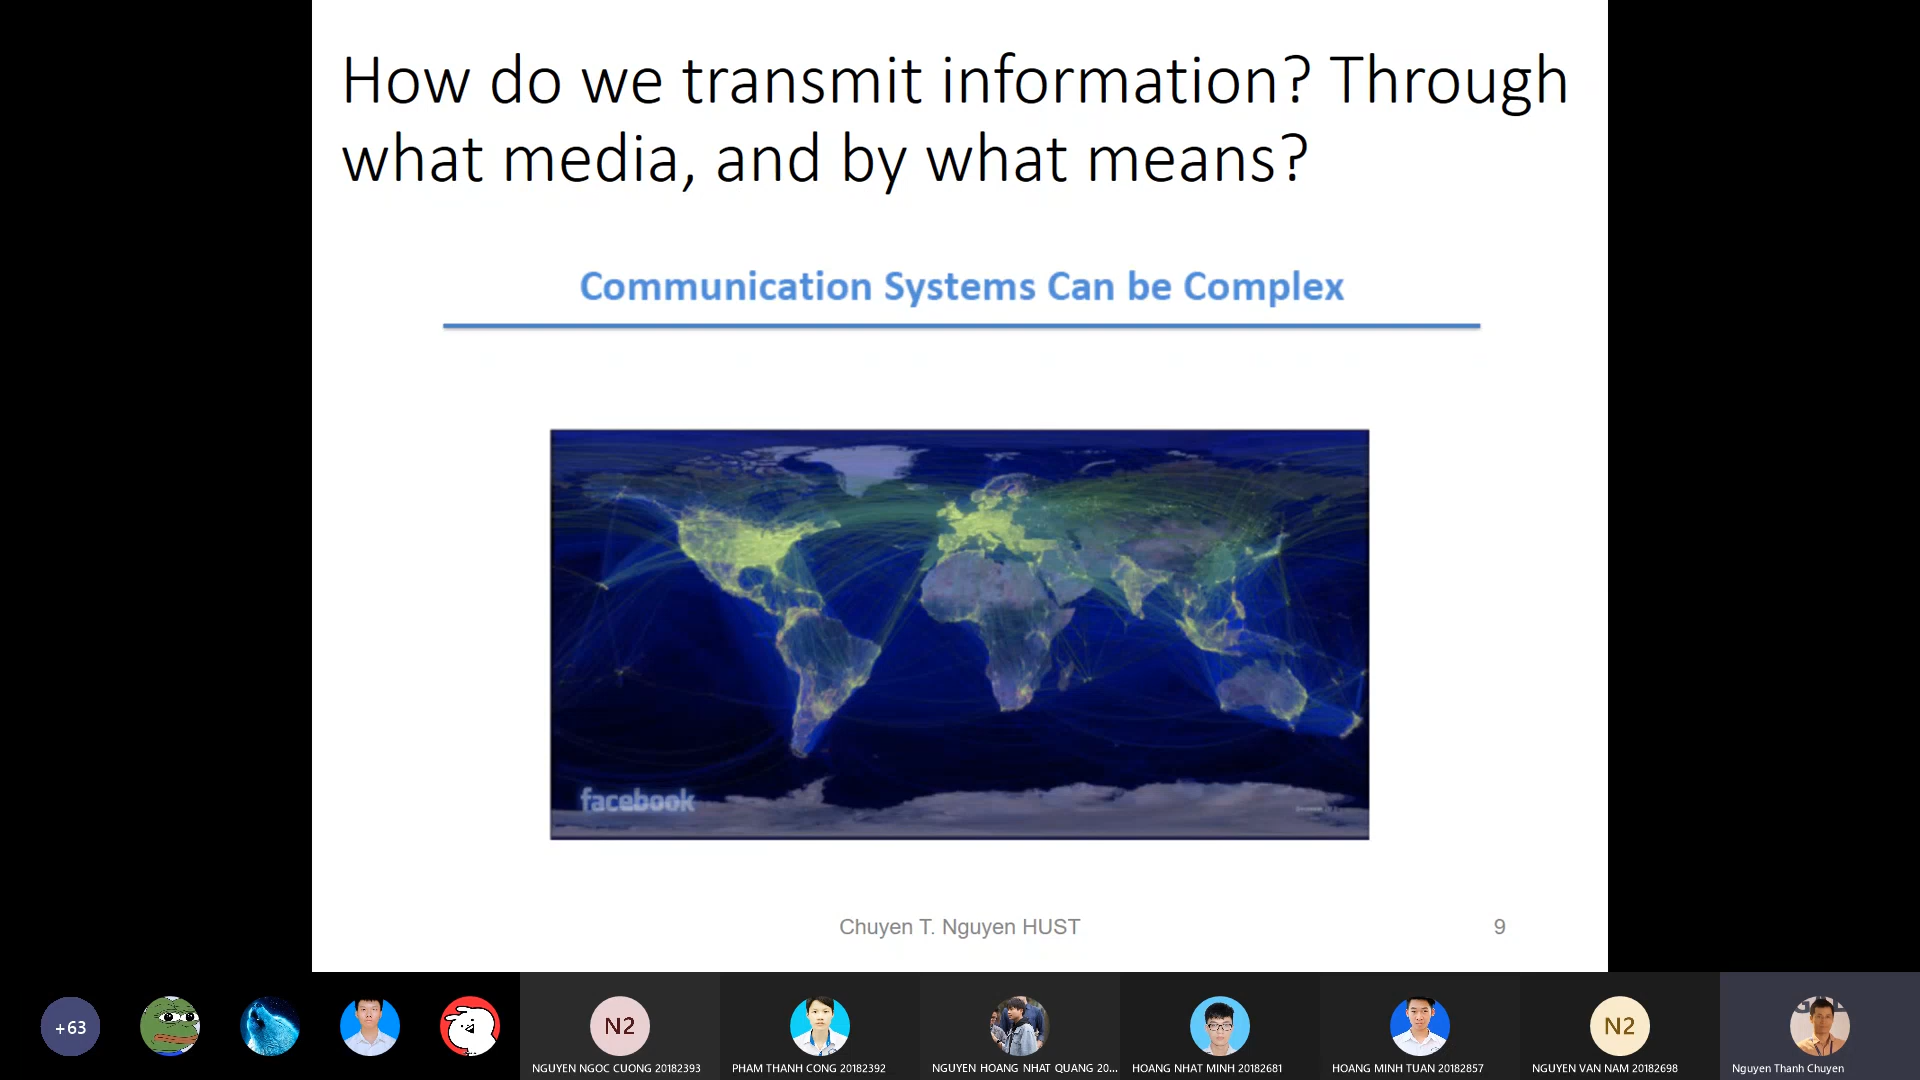 How do we transmit information? Through
what media, and by what means?
Communication Systems Can be Complex
facebook
Chuyen T. Nguyen HUST
9
+63
N2
N2
NGUYEN NGOC CUONG 20182393
PHAM THANH CONG 20182392
NGUYEN HOANG NHAT QUANG 20...
HOANG NHAT MINH 20182681
HOANG MINH TUAN 20182857
NGUYEN VAN NAM 20182698
Nguyen Thanh Chuyen